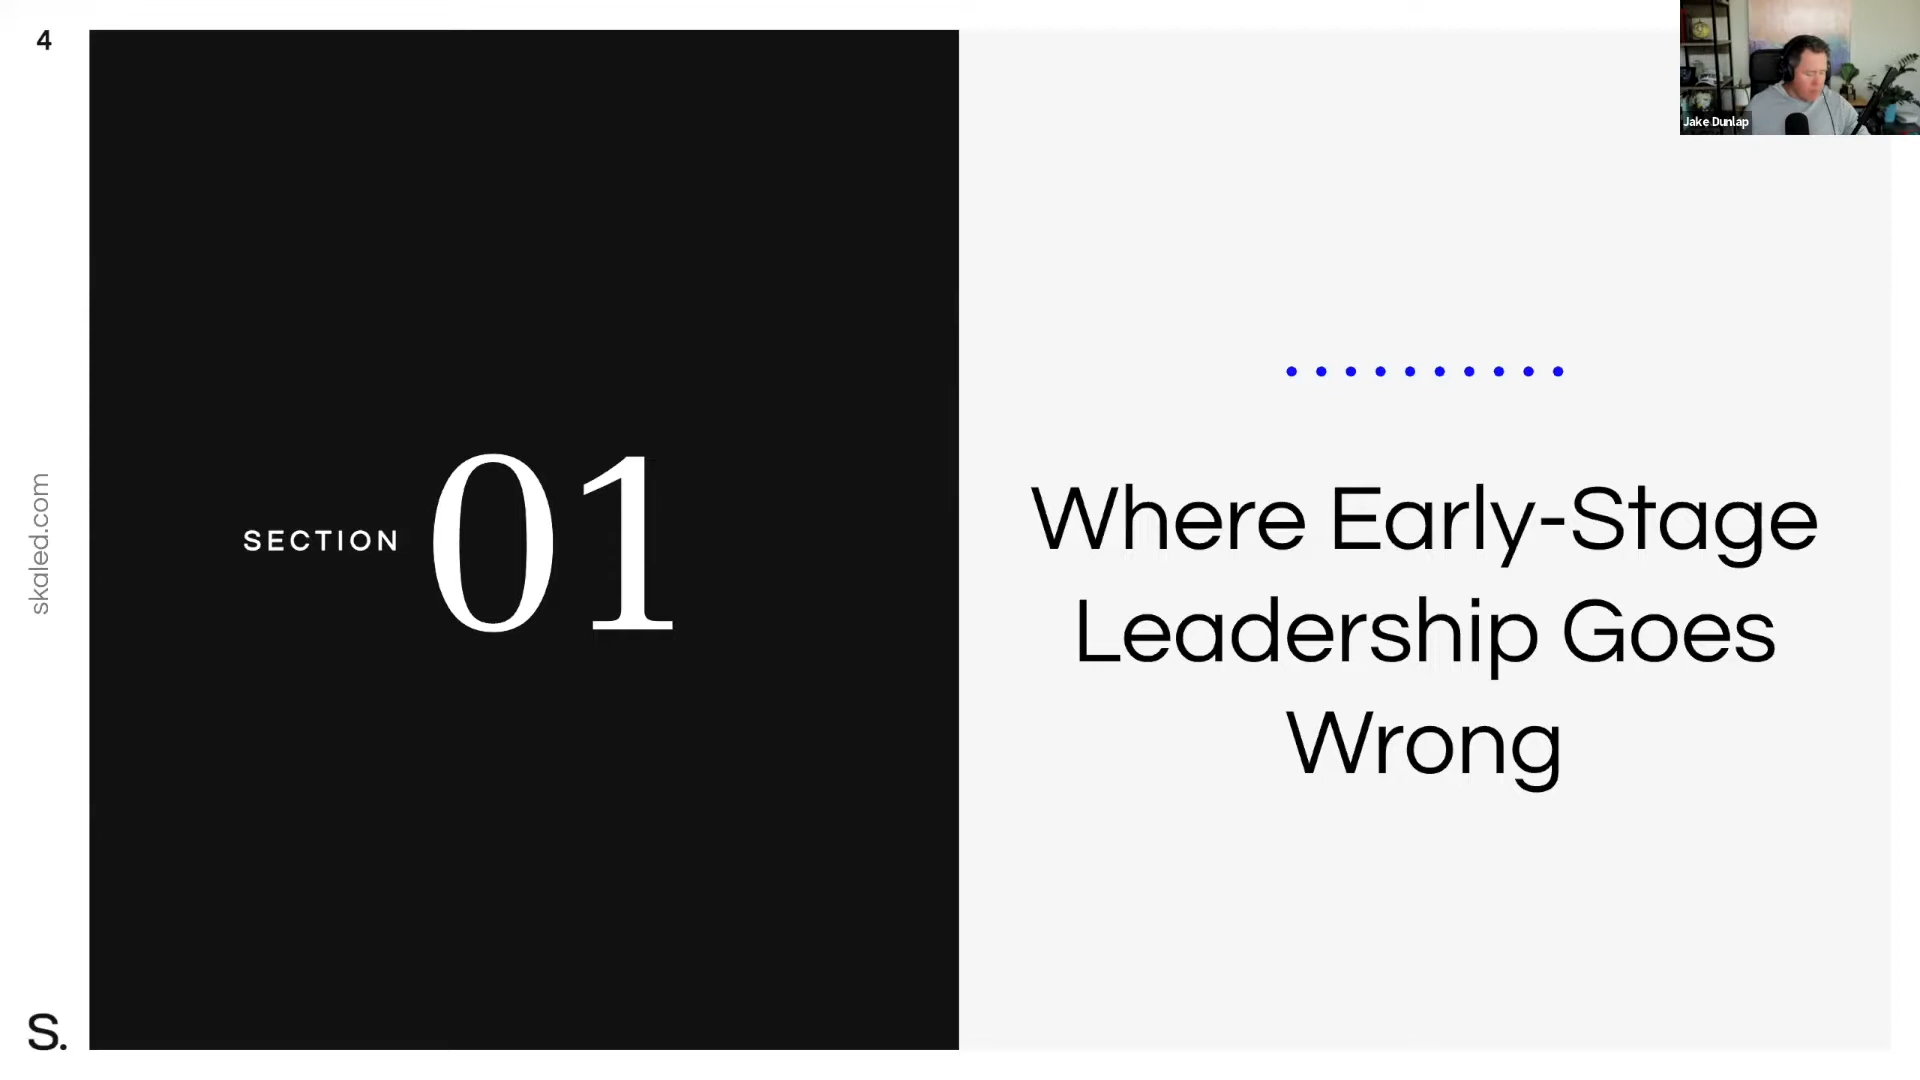 4
Jake Dunlap
SECTION 01
Where Early-Stage
Leadership Goes
Wrong
skaled.com
S.